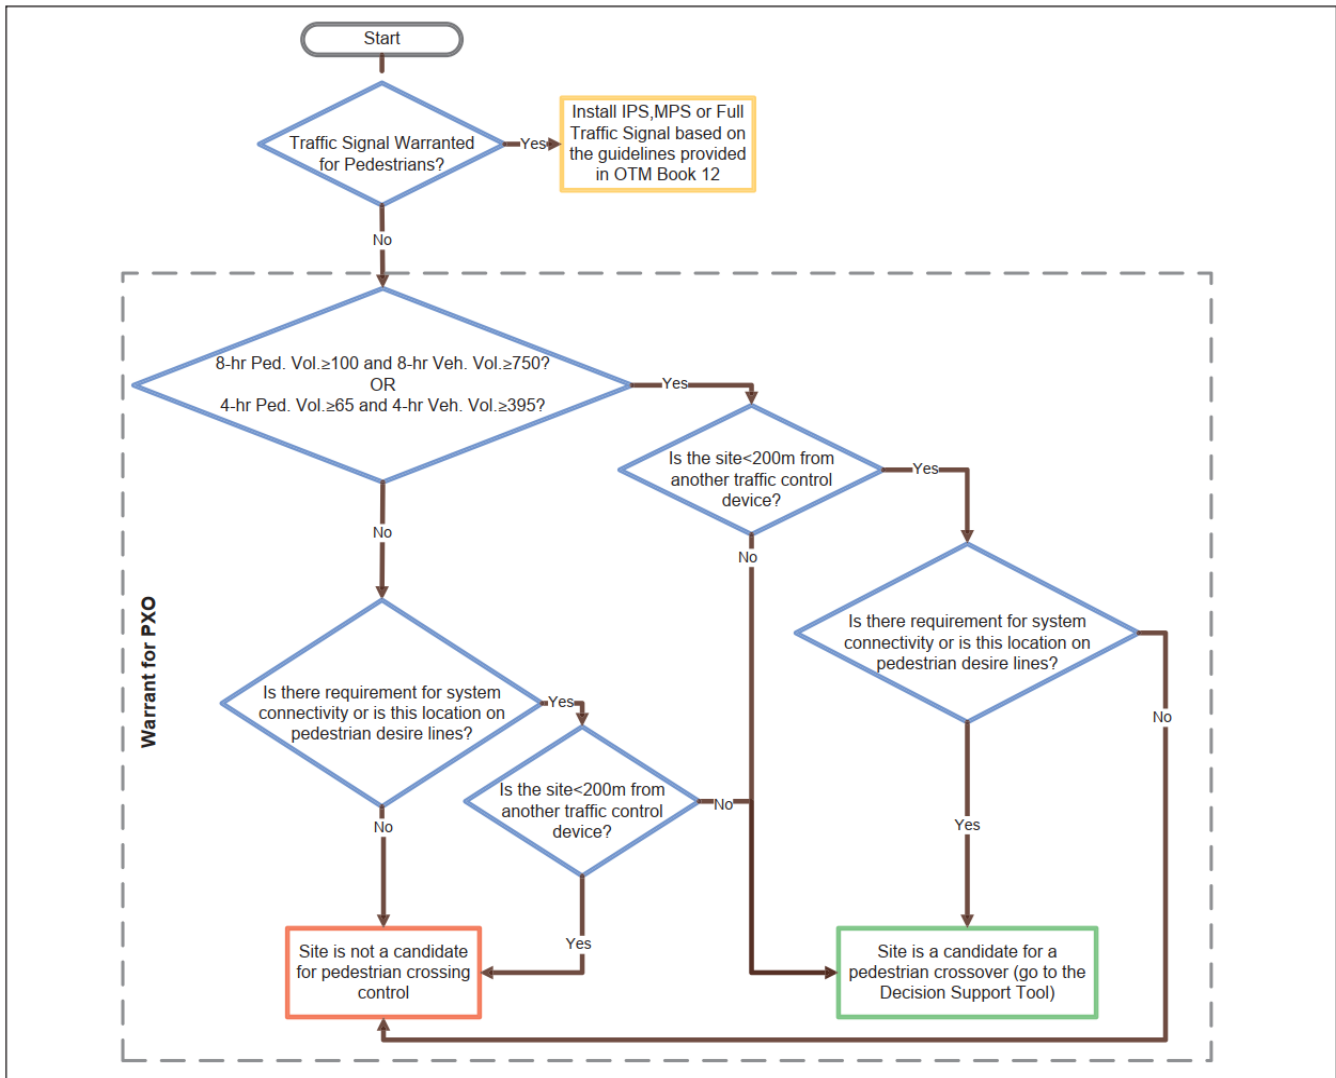 Start
Traffic Signal Warranted
for Pedestrians?
Yes
Install IPS,MPS or Full
Traffic Signal based on
the guidelines provided
in OTM Book 12
No
8-hr Ped. Vol.≥100 and 8-hr Veh. Vol.≥750?
OR
4-hr Ped. Vol.≥65 and 4-hr Veh. Vol.≥395?
Yes
Is the site<200m from
another traffic control
device?
Yes
No
No
Is there requirement for system
connectivity or is this location on
pedestrian desire lines?
No
Warrant for PXO
Is there requirement for system
connectivity or is this location on
pedestrian desire lines?
Yes
Is the site<200m from
another traffic control
device?
No
No
Yes
Yes
Site is not a candidate
for pedestrian crossing
control
Site is a candidate for a
pedestrian crossover (go to the
Decision Support Tool)